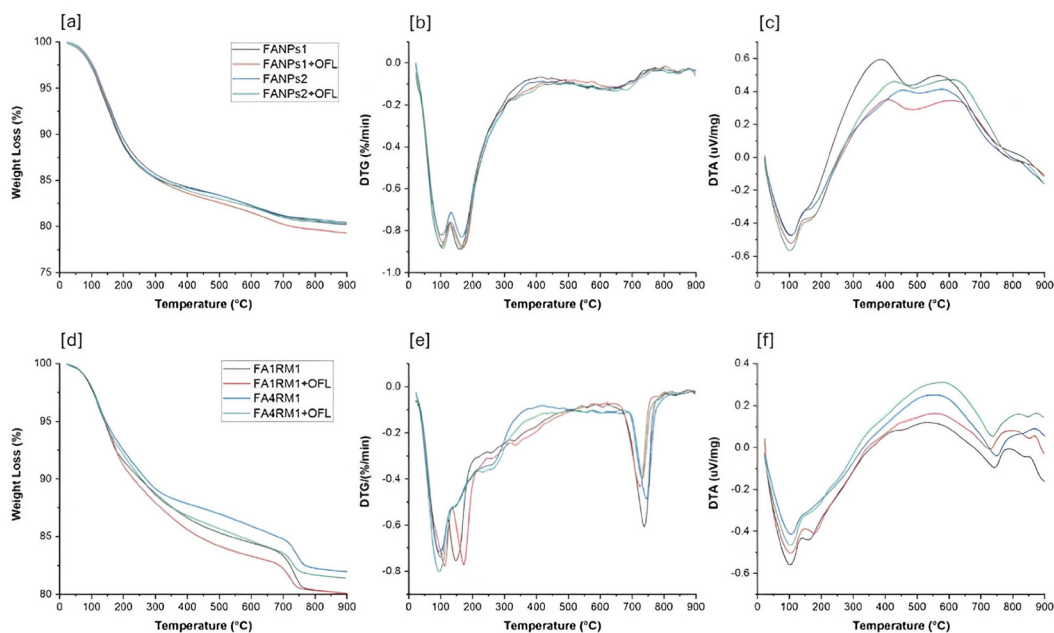 [a]
[b]
[c]
Weight Loss (%)
100
95
90
85
80
75
FANPs1
FANPs1+OFL
FANPs2
FANPs2+OFL
0 100 200 300 400 500 600 700 800 900
Temperature (°C)
DTG (%/min)
0.0
-0.2
-0.4
-0.6
-0.8
-1.0
0 100 200 300 400 500 600 700 800 900
Temperature (°C)
DTA (uV/mg)
0.6
0.4
0.2
0.0
-0.2
-0.4
-0.6
0 100 200 300 400 500 600 700 800 900
Temperature (°C)
[d]
[e]
[f]
Weight Loss (%)
100
95
90
85
80
FA1RM1
FA1RM1+OFL
FA4RM1
FA4RM1+OFL
0 100 200 300 400 500 600 700 800 900
Temperature (°C)
DTG/(%/min)
0.0
-0.2
-0.4
-0.6
-0.8
0 100 200 300 400 500 600 700 800 900
Temperature (°C)
DTA (uV/mg)
0.4
0.2
0.0
-0.2
-0.4
-0.6
0 100 200 300 400 500 600 700 800 900
Temperature (°C)